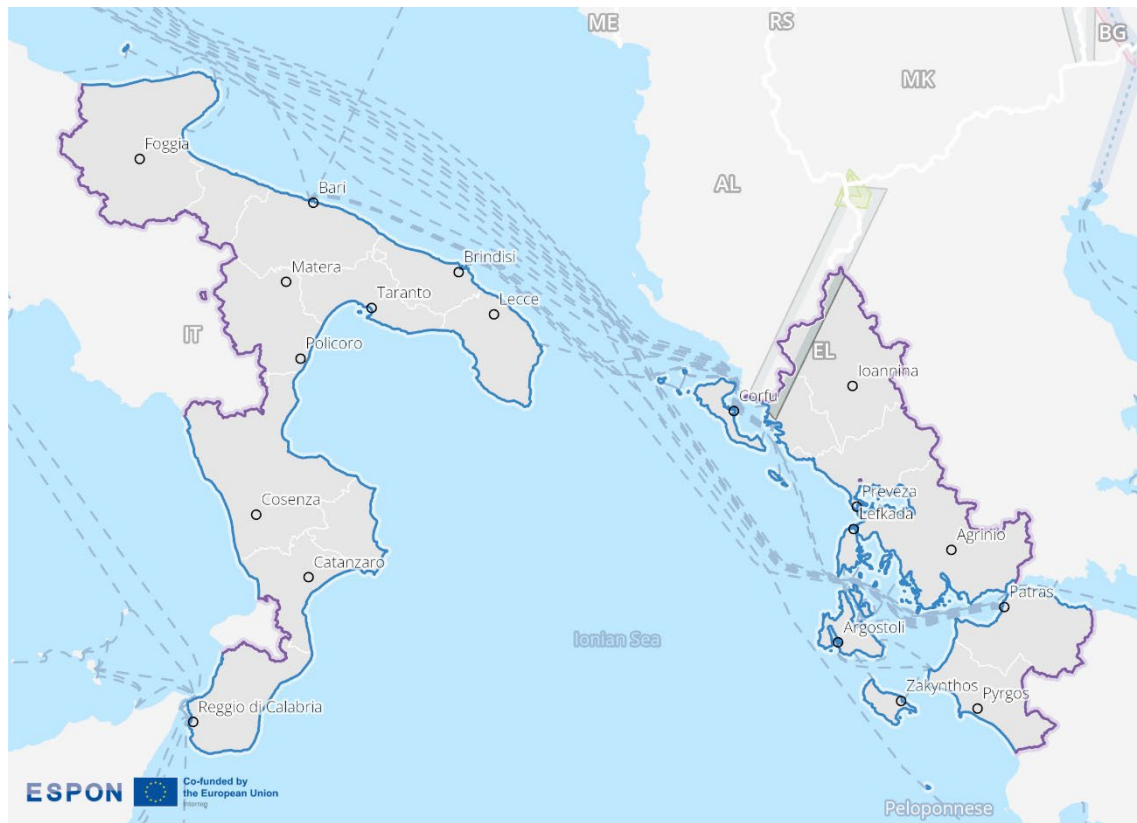 ME
RS
BG
MK
Foggia
AL
Bari
Brindisi
Matera
Taranto
Lecce
IT
Policoro
EL
Ioannina
Corfu
Cosenza
Preveza
Lefkada
Agrinio
Catanzaro
Patras
Ionian Sea
Argostoli
Zakynthos
Pyrgos
Reggio di Calabria
ESPON
Co-funded by
the European Union
Interreg
Peloponnese